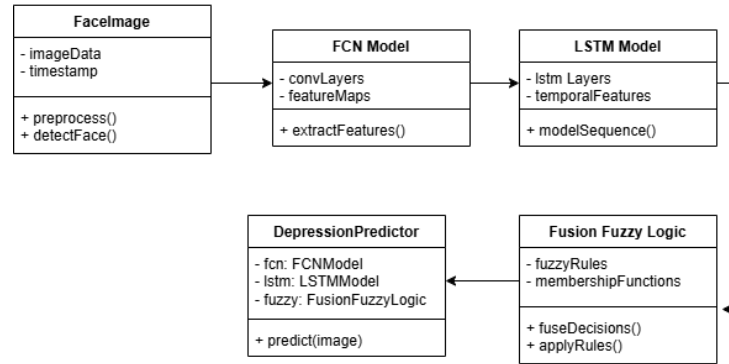 FaceImage
- imageData
- timestamp
+ preprocess()
+ detectFace()
FCN Model
- convLayers
- featureMaps
+ extractFeatures()
LSTM Model
- lstm Layers
- temporalFeatures
+ modelSequence()
DepressionPredictor
- fcn: FCNModel
- lstm: LSTMModel
- fuzzy: FusionFuzzyLogic
+ predict(image)
Fusion Fuzzy Logic
- fuzzyRules
- membershipFunctions
+ fuseDecisions()
+ applyRules()